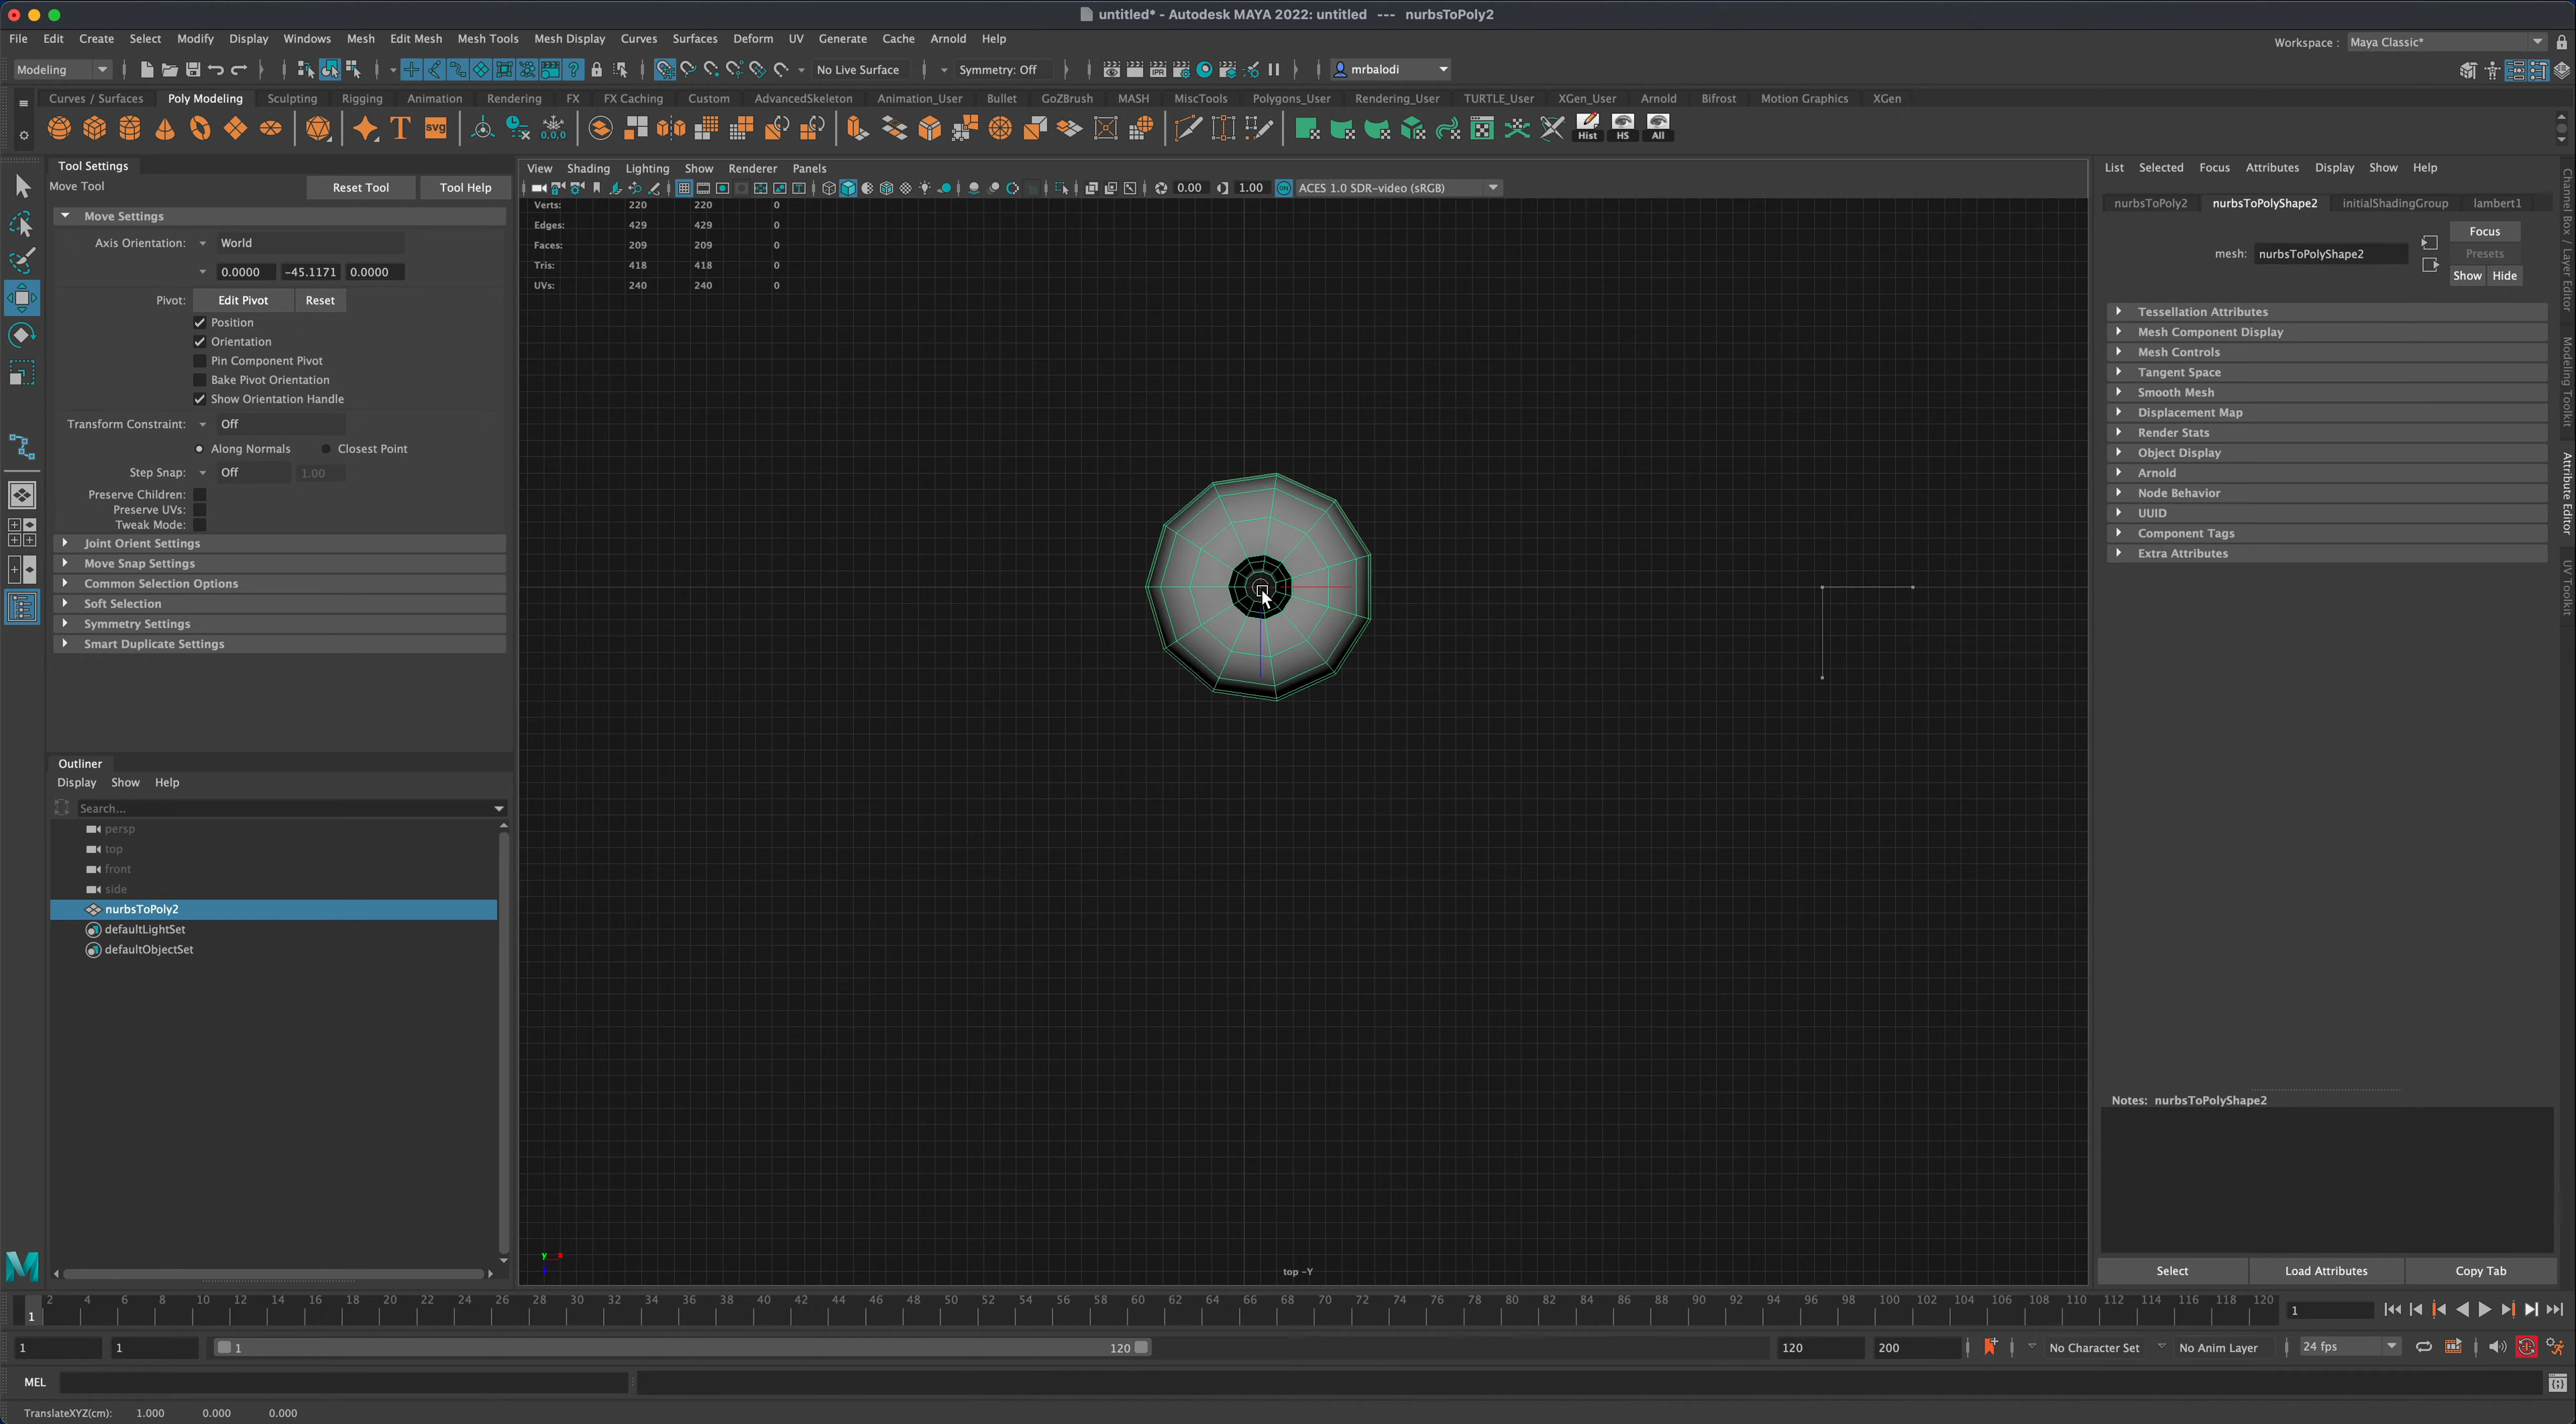 untitled* - Autodesk MAYA 2022: untitled --- nurbsToPoly2
File Edit Create Select Modify Display Windows Mesh Edit Mesh Mesh Tools Mesh Display Curves Surfaces Deform UV Generate Cache Arnold Help
Workspace : Maya Classic*
Modeling No Live Surface Symmetry: Off mrbalodi
Curves / Surfaces Poly Modeling Sculpting Rigging Animation Rendering FX FX Caching Custom AdvancedSkeleton Animation_User Bullet GoZBrush MASH MiscTools Polygons_User Rendering_User TURTLE_User XGen_User Arnold Bifrost Motion Graphics XGen
T svg 0,0,0 Hist HS All
Tool Settings
Move Tool Reset Tool Tool Help
Move Settings
Axis Orientation: World
0.0000 -45.1171 0.0000
Pivot: Edit Pivot Reset
Position
Orientation
Pin Component Pivot
Bake Pivot Orientation
Show Orientation Handle
Transform Constraint: Off
Along Normals Closest Point
Step Snap: Off 1.00
Preserve Children:
Preserve UVs:
Tweak Mode:
Joint Orient Settings
Move Snap Settings
Common Selection Options
Soft Selection
Symmetry Settings
Smart Duplicate Settings
Outliner
Display Show Help
Search...
persp
top
front
side
nurbsToPoly2
defaultLightSet
defaultObjectSet
View Shading Lighting Show Renderer Panels
0.00 1.00 ON ACES 1.0 SDR-video (sRGB)
Verts: 220 220 0
Edges: 429 429 0
Faces: 209 209 0
Tris: 418 418 0
UVs: 240 240 0
y x
top -Y
List Selected Focus Attributes Display Show Help
nurbsToPoly2 nurbsToPolyShape2 initialShadingGroup lambert1
mesh: nurbsToPolyShape2
Focus
Presets
Show Hide
Tessellation Attributes
Mesh Component Display
Mesh Controls
Tangent Space
Smooth Mesh
Displacement Map
Render Stats
Object Display
Arnold
Node Behavior
UUID
Component Tags
Extra Attributes
Notes: nurbsToPolyShape2
Select Load Attributes Copy Tab
Channel Box / Layer Editor
Modeling Toolkit
Attribute Editor
UV Toolkit
2 4 6 8 10 12 14 16 18 20 22 24 26 28 30 32 34 36 38 40 42 44 46 48 50 52 54 56 58 60 62 64 66 68 70 72 74 76 78 80 82 84 86 88 90 92 94 96 98 100 102 104 106 108 110 112 114 116 118 120
1 1
1 1 1 120 120 200 No Character Set No Anim Layer 24 fps
MEL
TranslateXYZ(cm): 1.000 0.000 0.000